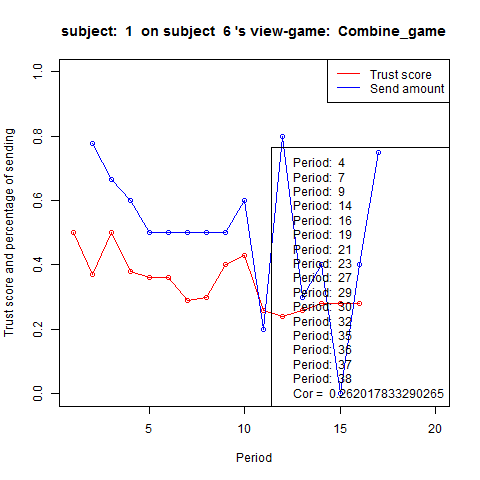 subject:  1  on subject  6 's view-game:  Combine_game
Trust score
Send amount
Period:  4
Period:  7
Period:  9
Period:  14
Period:  16
Period:  19
Period:  21
Period:  23
Period:  27
Period:  29
Period:  30
Period:  32
Period:  35
Period:  36
Period:  37
Period:  38
Cor =  0.262017833290265
Trust score and percentage of sending
1.0
0.8
0.6
0.4
0.2
0.0
5
10
15
20
Period